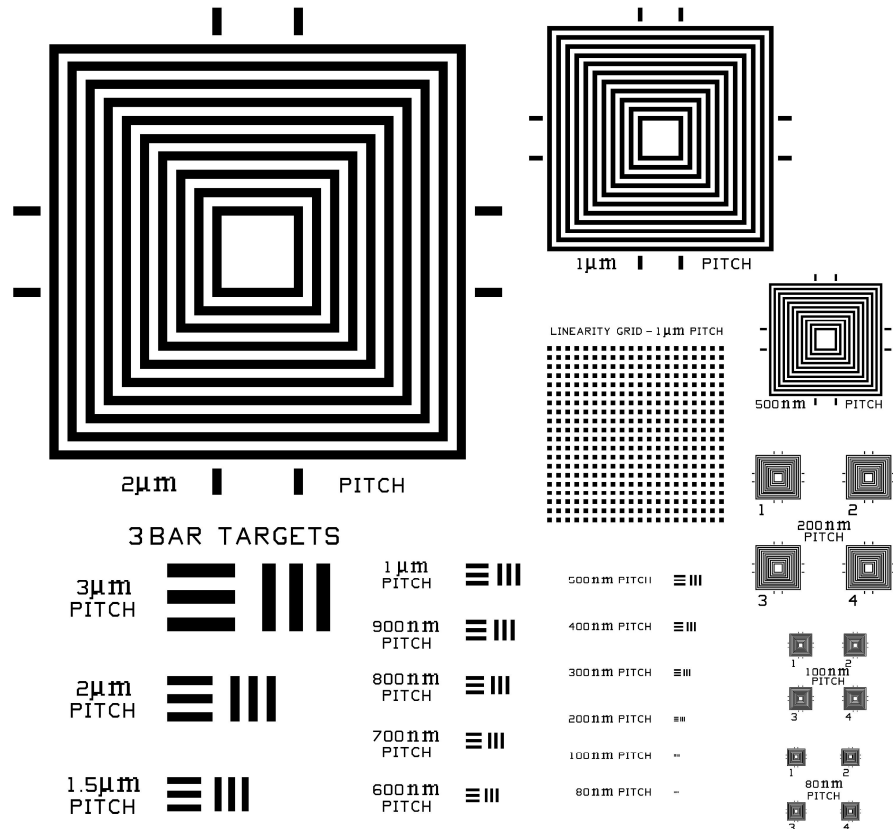 2μm PITCH
1μm PITCH
LINEARITY GRID - 1μm PITCH
500nm PITCH
1 2
200nm
PITCH
3 4
1 2
100nm
PITCH
3 4
1 2
80nm
PITCH
3 4
3 BAR TARGETS
3μm
PITCH
2μm
PITCH
1.5μm
PITCH
1μm
PITCH
900nm
PITCH
800nm
PITCH
700nm
PITCH
600nm
PITCH
500nm PITCH
400nm PITCH
300nm PITCH
200nm PITCH
100nm PITCH
80nm PITCH